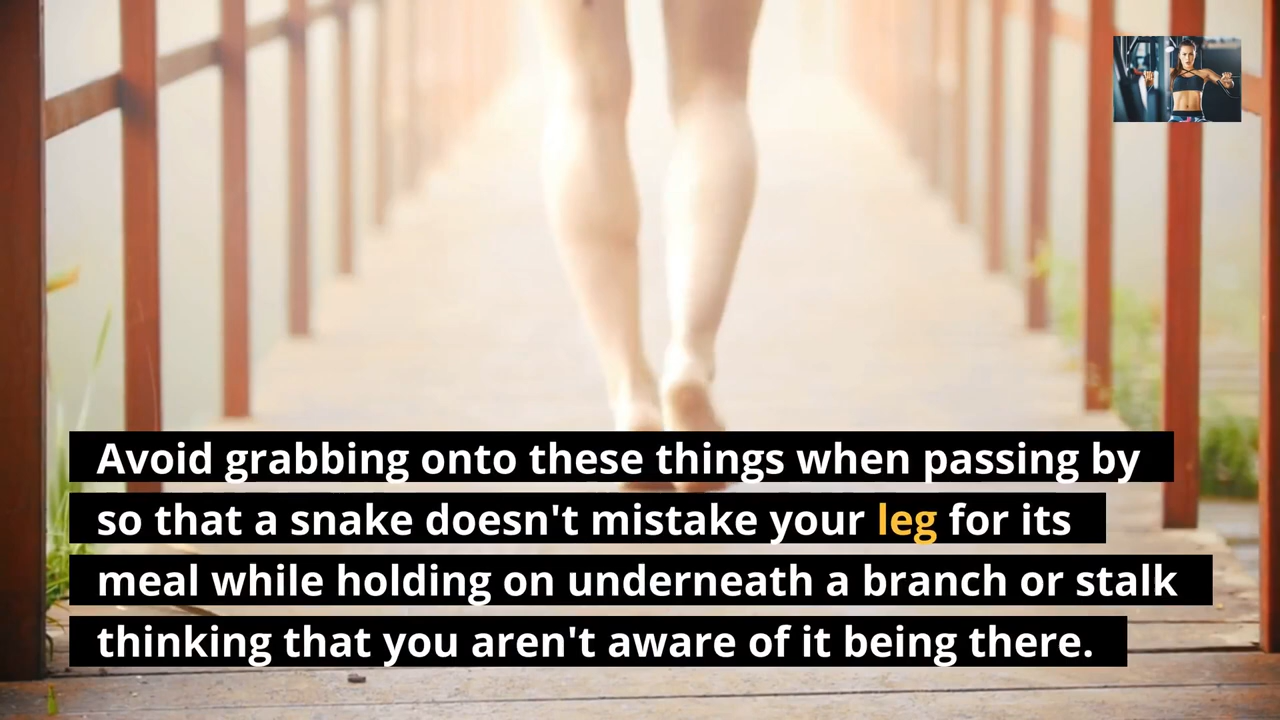 Avoid grabbing onto these things when passing by
so that a snake doesn't mistake your leg for its
meal while holding on underneath a branch or stalk
thinking that you aren't aware of it being there.